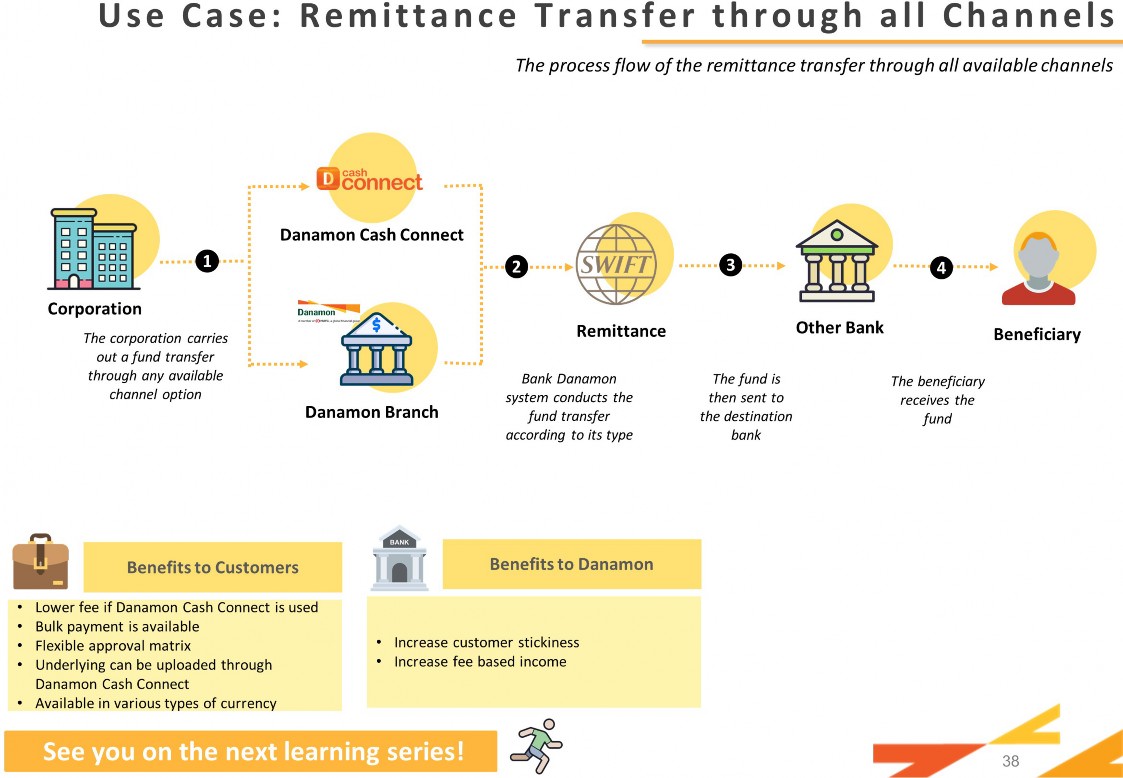 Use Case: Remittance Transfer through all Channels
The process flow of the remittance transfer through all available channels
D cash
connect
Danamon Cash Connect
1
Corporation
The corporation carries
out a fund transfer
through any available
channel option
Danamon
$
Danamon Branch
2
SWIFT
Remittance
Bank Danamon
system conducts the
fund transfer
according to its type
3
Other Bank
The fund is
then sent to
the destination
bank
4
Beneficiary
The beneficiary
receives the
fund
Benefits to Customers
• Lower fee if Danamon Cash Connect is used
• Bulk payment is available
• Flexible approval matrix
• Underlying can be uploaded through
Danamon Cash Connect
• Available in various types of currency
BANK
Benefits to Danamon
• Increase customer stickiness
• Increase fee based income
See you on the next learning series!
38